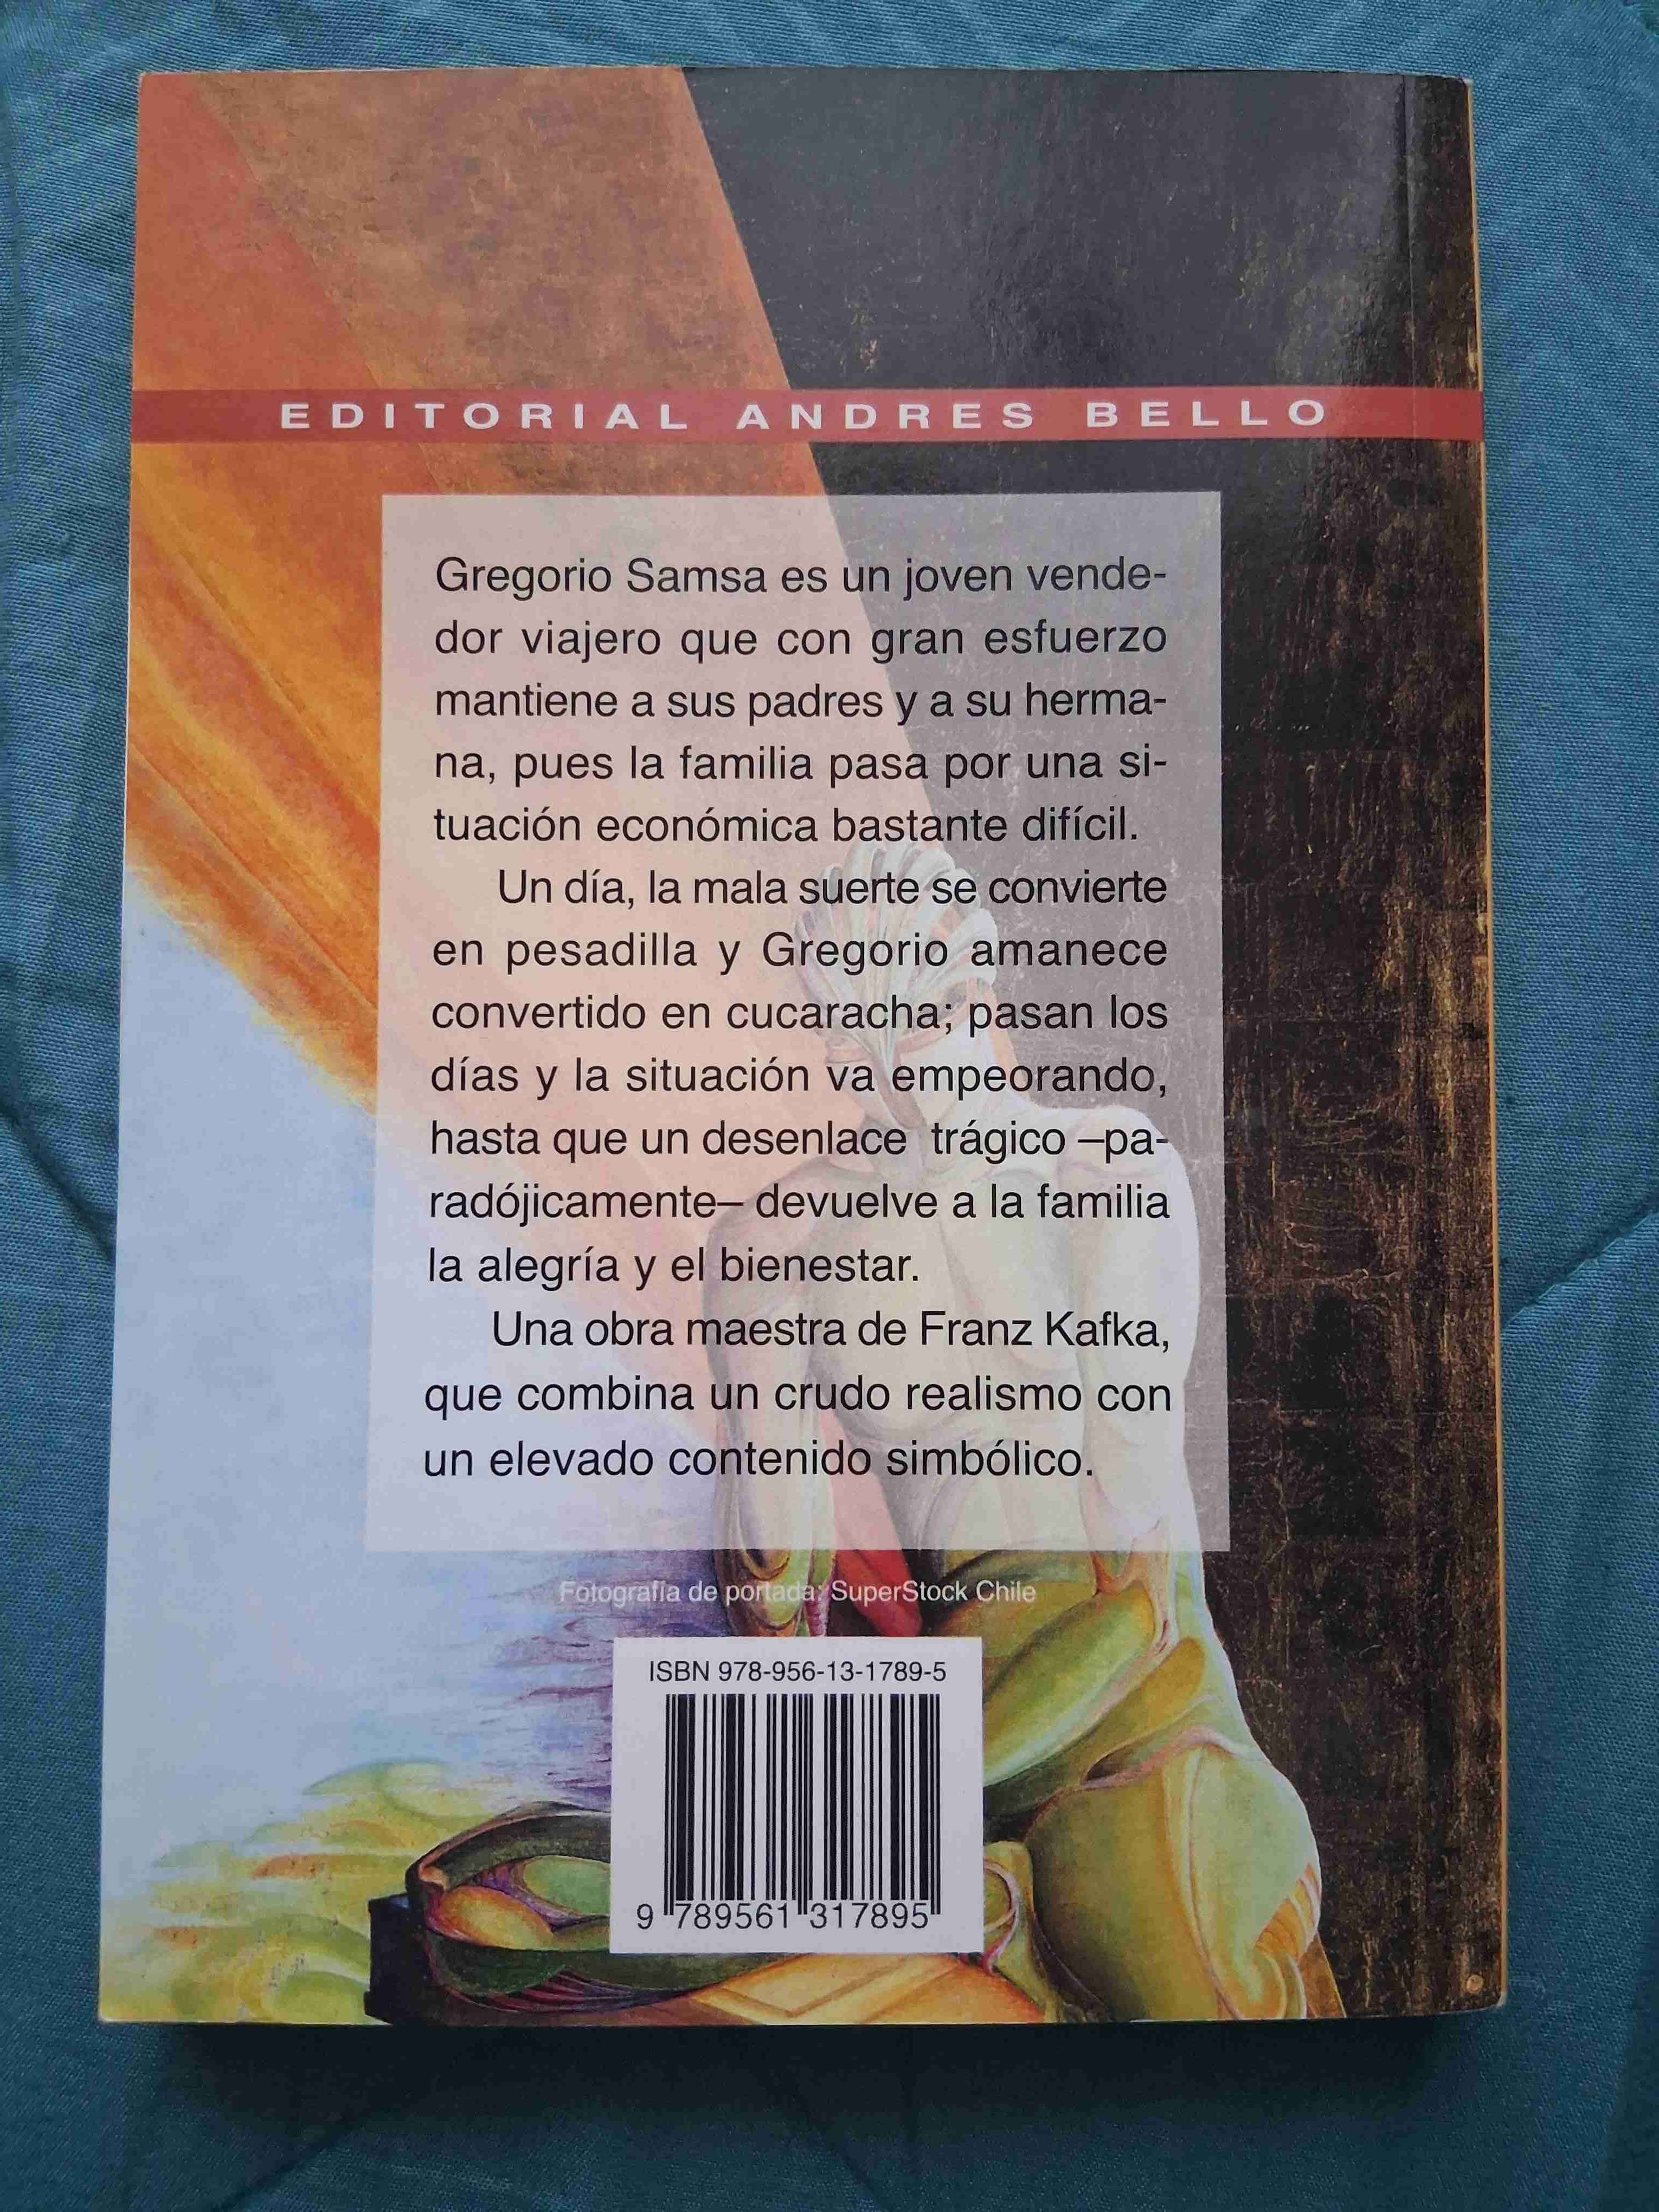 EDITORIAL ANDRES BELLO
Gregorio Samsa es un joven vende-
dor viajero que con gran esfuerzo
mantiene a sus padres y a su herma-
na, pues la familia pasa por una si-
tuación económica bastante difícil.
Un día, la mala suerte se convierte
en pesadilla y Gregorio amanece
convertido en cucaracha; pasan los
días y la situación va empeorando,
hasta que un desenlace trágico –pa-
radójicamente– devuelve a la familia
la alegría y el bienestar.
Una obra maestra de Franz Kafka,
que combina un crudo realismo con
un elevado contenido simbólico.
Fotografía de portada: SuperStock Chile
ISBN 978-956-13-1789-5
9 789561 317895